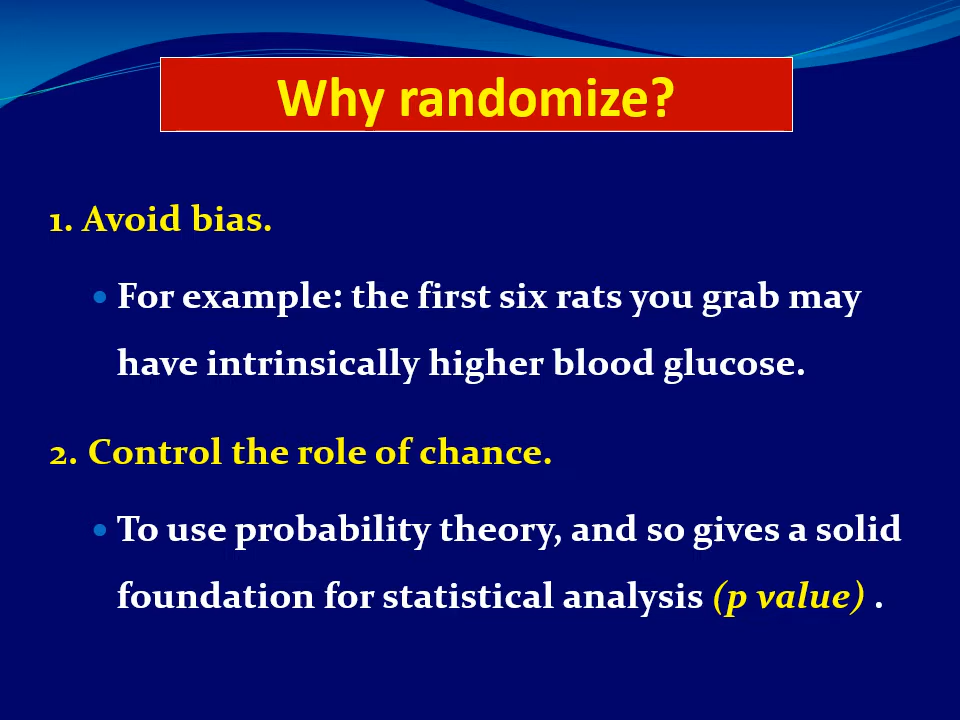 Why randomize?
1. Avoid bias.
• For example: the first six rats you grab may
have intrinsically higher blood glucose.
2. Control the role of chance.
• To use probability theory, and so gives a solid
foundation for statistical analysis (p value) .